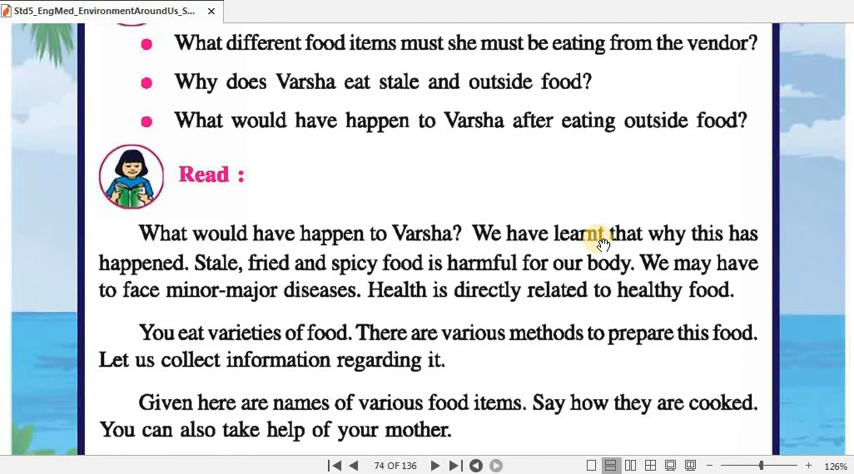 Std5_EngMed_EnvironmentAroundUs_S...
What different food items must she must be eating from the vendor?
Why does Varsha eat stale and outside food?
What would have happen to Varsha after eating outside food?
Read :
What would have happen to Varsha? We have learnt that why this has
happened. Stale, fried and spicy food is harmful for our body. We may have
to face minor-major diseases. Health is directly related to healthy food.
You eat varieties of food. There are various methods to prepare this food.
Let us collect information regarding it.
Given here are names of various food items. Say how they are cooked.
You can also take help of your mother.
74 OF 136
126%